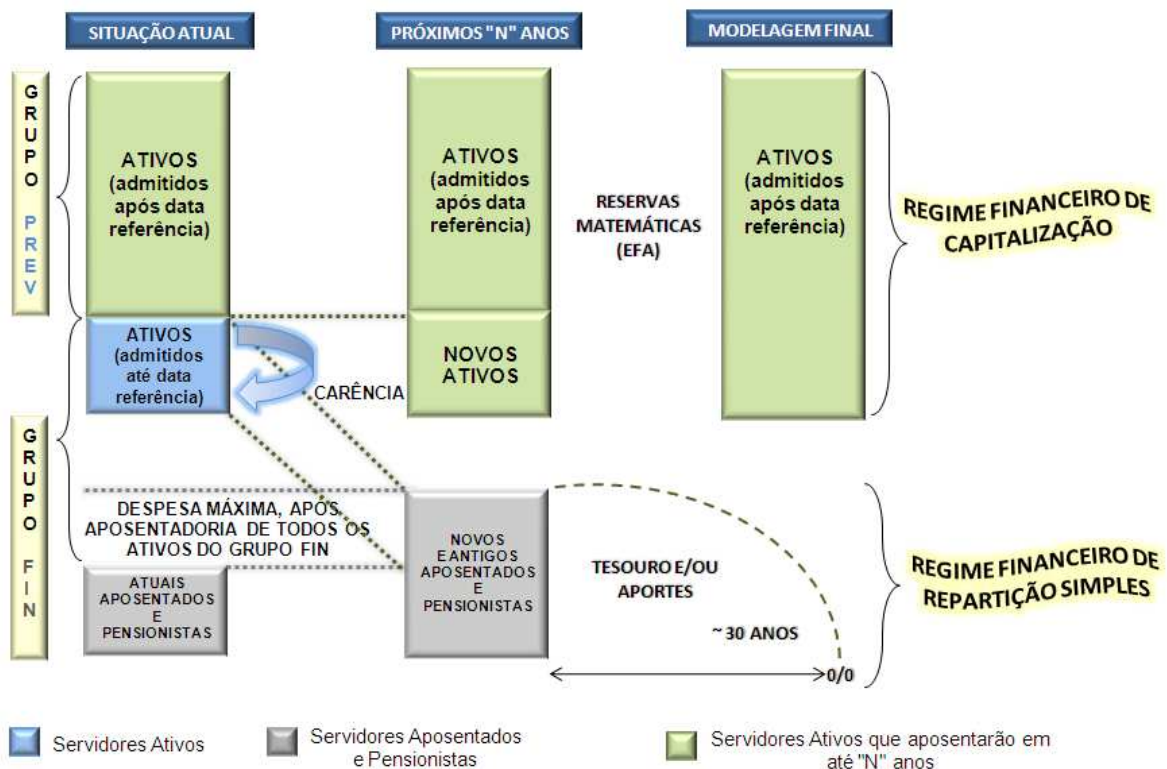 SITUAÇÃO ATUAL
PRÓXIMOS "N" ANOS
MODELAGEM FINAL
GRUPO PREV
ATIVOS
(admitidos
após data
referência)
ATIVOS
(admitidos
após data
referência)
RESERVAS
MATEMÁTICAS
(EFA)
ATIVOS
(admitidos
após data
referência)
REGIME FINANCEIRO DE
CAPITALIZAÇÃO
GRUPO FIN
ATIVOS
(admitidos
até data
referência)
CARÊNCIA
NOVOS
ATIVOS
DESPESA MÁXIMA, APÓS
APOSENTADORIA DE TODOS OS
ATIVOS DO GRUPO FIN
ATUAIS
APOSENTADOS
E
PENSIONISTAS
NOVOS
E ANTIGOS
APOSENTADOS
E
PENSIONISTAS
TESOURO E/OU
APORTES
~ 30 ANOS
0/0
REGIME FINANCEIRO DE
REPARTIÇÃO SIMPLES
Servidores Ativos
Servidores Aposentados
e Pensionistas
Servidores Ativos que aposentarão em
até "N" anos